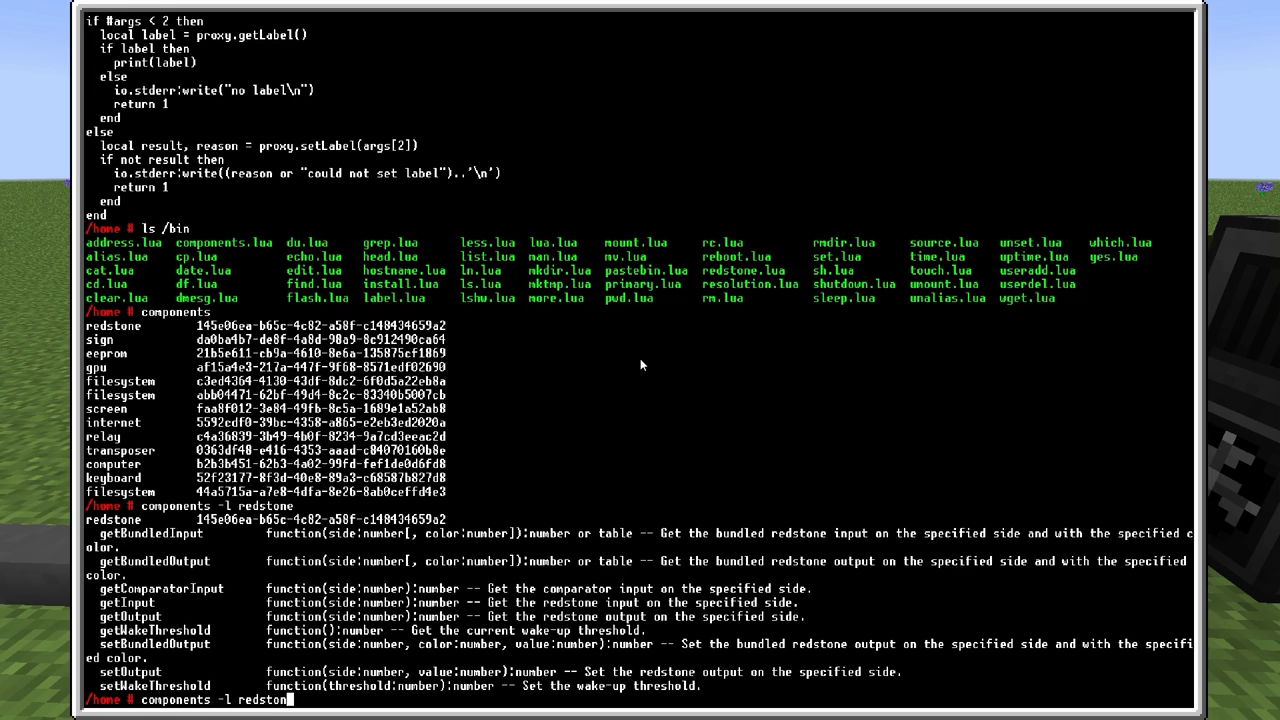 if #args < 2 then
  local label = proxy.getLabel()
  if label then
    print(label)
  else
    io.stderr:write("no label\n")
    return 1
  end
else
  local result, reason = proxy.setLabel(args[2])
  if not result then
    io.stderr:write((reason or "could not set label")..'\n')
    return 1
  end
end
/home # ls /bin
address.lua  components.lua  du.lua  grep.lua  less.lua  lua.lua  mount.lua  rc.lua  rmdir.lua  source.lua  unset.lua  which.lua
alias.lua  cp.lua  echo.lua  head.lua  list.lua  man.lua  mv.lua  reboot.lua  set.lua  time.lua  uptime.lua  yes.lua
cat.lua  date.lua  edit.lua  hostname.lua  ln.lua  mkdir.lua  pastebin.lua  redstone.lua  sh.lua  touch.lua  useradd.lua
cd.lua  df.lua  find.lua  install.lua  ls.lua  mktmp.lua  primary.lua  resolution.lua  shutdown.lua  umount.lua  userdel.lua
clear.lua  dmesg.lua  flash.lua  label.lua  lshw.lua  more.lua  pwd.lua  rm.lua  sleep.lua  unalias.lua  wget.lua
/home # components
redstone 145e06ea-b65c-4c82-a58f-c148434659a2
sign da0ba4b7-de8f-4a8d-98a9-8c912490ca64
eeprom 21b5e611-cb9a-4610-8e6a-135875cf1869
gpu af15a4e3-217a-447f-9f68-8571edf02690
filesystem c3ed4364-4130-43df-8dc2-6f0d5a22eb8a
filesystem abb04471-62bf-49d4-8c2c-83340b5007cb
screen faa8f012-3e84-49fb-8c5a-1689e1a52ab8
internet 5592cdf0-39bc-4358-a865-e2eb3ed2020a
relay c4a36839-3b49-4b0f-8234-9a7cd3eeac2d
transposer 0363df48-e416-4353-aaad-c84070160b8e
computer b2b3b451-62b3-4a02-99fd-fef1de0d6fd8
keyboard 52f23177-8f3d-40e8-89a3-c68587b827d8
filesystem 44a5715a-a7e8-4dfa-8e26-8ab0ceffd4e3
/home # components -l redstone
redstone 145e06ea-b65c-4c82-a58f-c148434659a2
  getBundledInput function(side:number[, color:number]):number or table -- Get the bundled redstone input on the specified side and with the specified c
olor.
  getBundledOutput function(side:number[, color:number]):number or table -- Get the bundled redstone output on the specified side and with the specified
color.
  getComparatorInput function(side:number):number -- Get the comparator input on the specified side.
  getInput function(side:number):number -- Get the redstone input on the specified side.
  getOutput function(side:number):number -- Get the redstone output on the specified side.
  getWakeThreshold function():number -- Get the current wake-up threshold.
  setBundledOutput function(side:number, color:number, value:number):number -- Set the bundled redstone output on the specified side and with the specifi
ed color.
  setOutput function(side:number, value:number):number -- Set the redstone output on the specified side.
  setWakeThreshold function(threshold:number):number -- Set the wake-up threshold.
/home # components -l redston